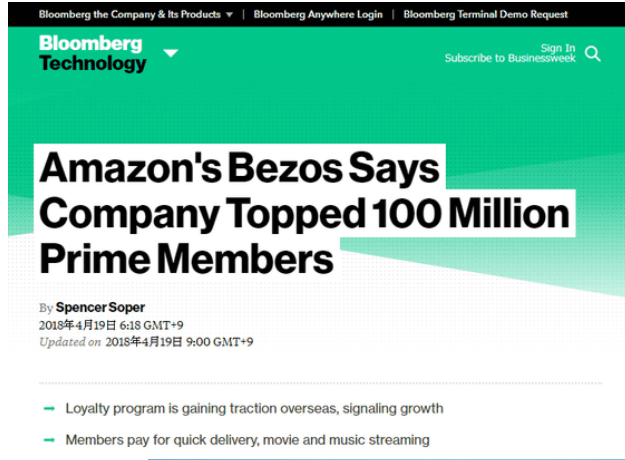 Bloomberg the Company & Its Products ▼ | Bloomberg Anywhere Login | Bloomberg Terminal Demo Request
Bloomberg
Technology
Sign In
Subscribe to Businessweek
Amazon's Bezos Says
Company Topped 100 Million
Prime Members
By Spencer Soper
2018年4月19日 6:18 GMT+9
Updated on 2018年4月19日 9:00 GMT+9
→ Loyalty program is gaining traction overseas, signaling growth
→ Members pay for quick delivery, movie and music streaming